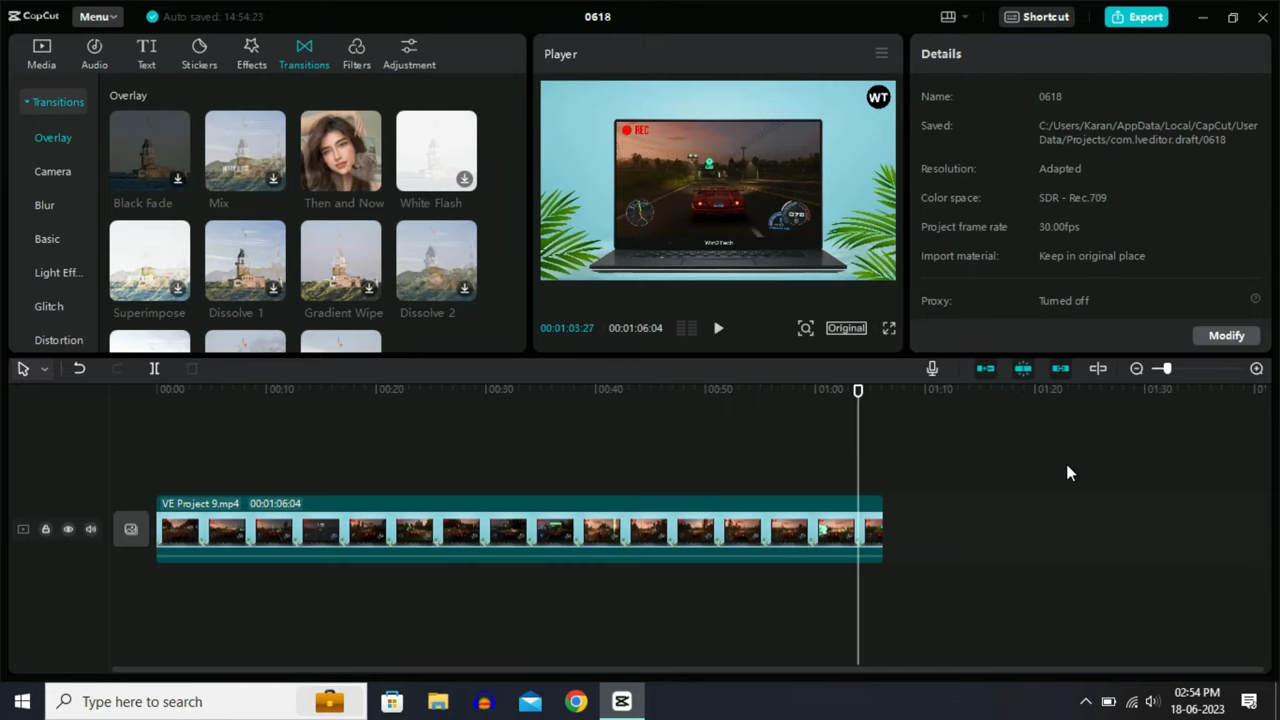 CapCut
Menu
Auto saved: 14:54:23
0618
Shortcut
Export
Media
Audio
TI
Text
Stickers
Effects
Transitions
Filters
Adjustment
Transitions
Overlay
Camera
Blur
Basic
Light Eff...
Glitch
Distortion
Overlay
Black Fade
Mix
Then and Now
White Flash
Superimpose
Dissolve 1
Gradient Wipe
Dissolve 2
Player
WT
REC
Win2Tech
00:01:03:27
00:01:06:04
Original
Details
Name:
0618
Saved:
C:/Users/Karan/AppData/Local/CapCut/User
Data/Projects/com.lveditor.draft/0618
Resolution:
Adapted
Color space:
SDR - Rec.709
Project frame rate
30.00fps
Import material:
Keep in original place
Proxy:
Turned off
Modify
00:00
00:10
00:20
00:30
00:40
00:50
01:00
01:10
01:20
01:30
VE Project 9.mp4
00:01:06:04
Type here to search
02:54 PM
18-06-2023